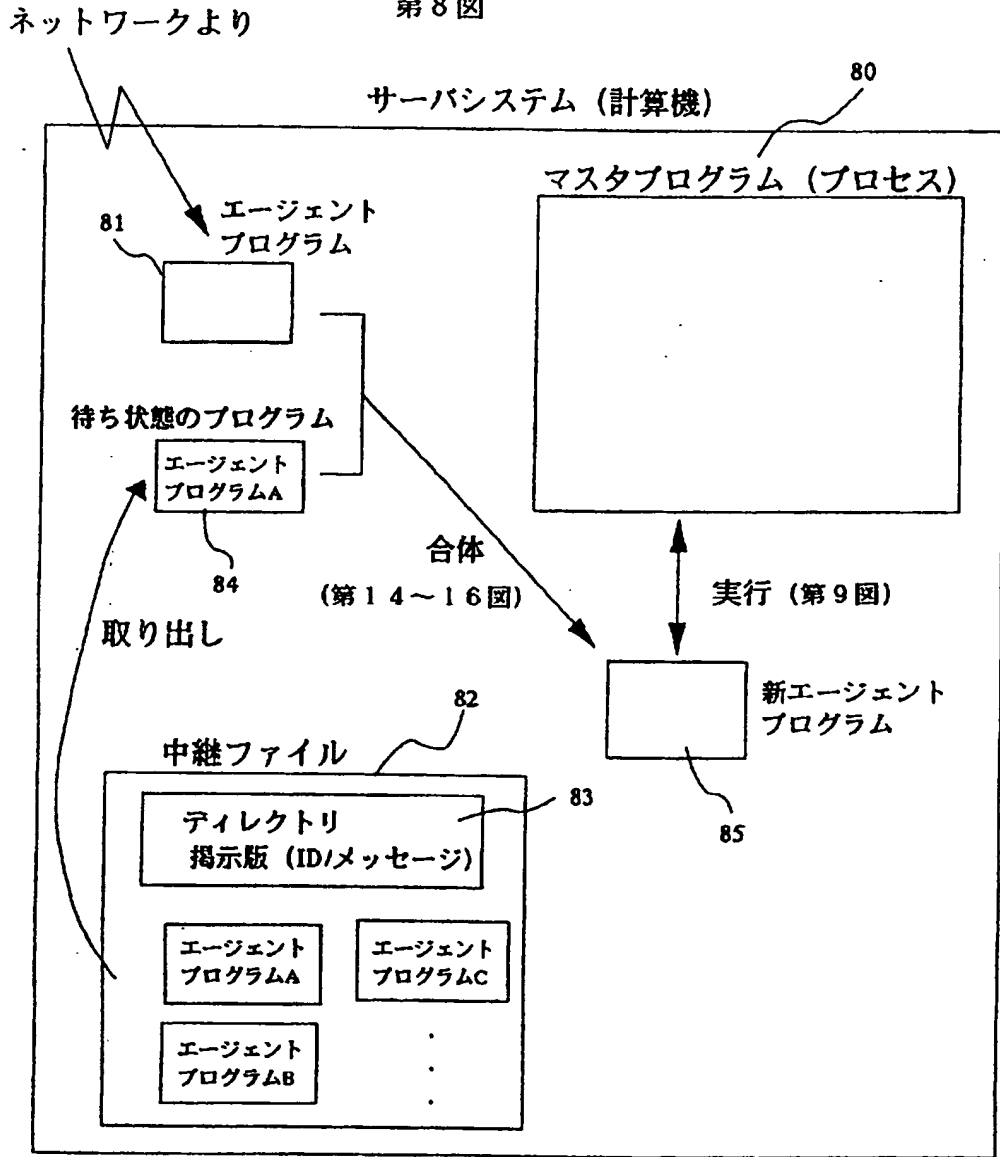 第8図
ネットワークより
サーバシステム（計算機）
80
マスタプログラム（プロセス）
81
エージェント
プログラム
待ち状態のプログラム
エージェント
プログラムA
84
合体
(第１４～１６図)
実行（第９図）
取り出し
新エージェント
プログラム
85
82
中継ファイル
83
ディレクトリ
掲示版（ID/メッセージ）
エージェント
プログラムA
エージェント
プログラムC
エージェント
プログラムB